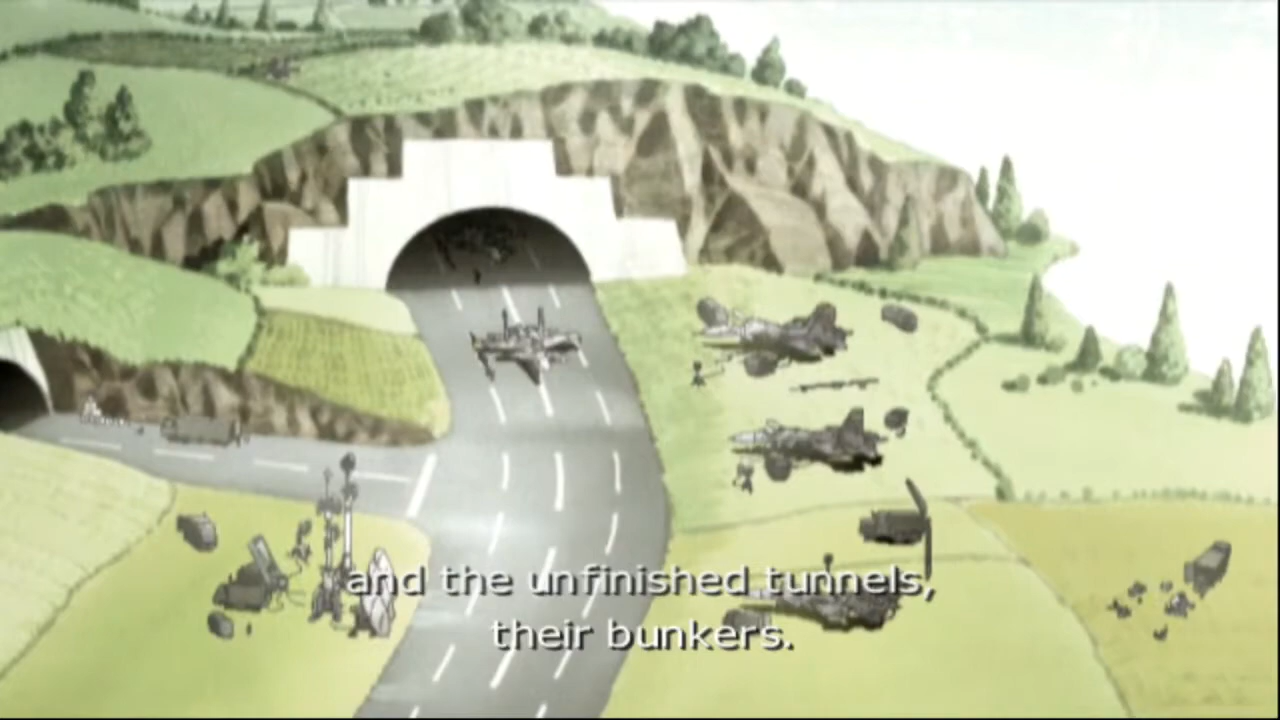 and the unfinished tunnels,
their bunkers.